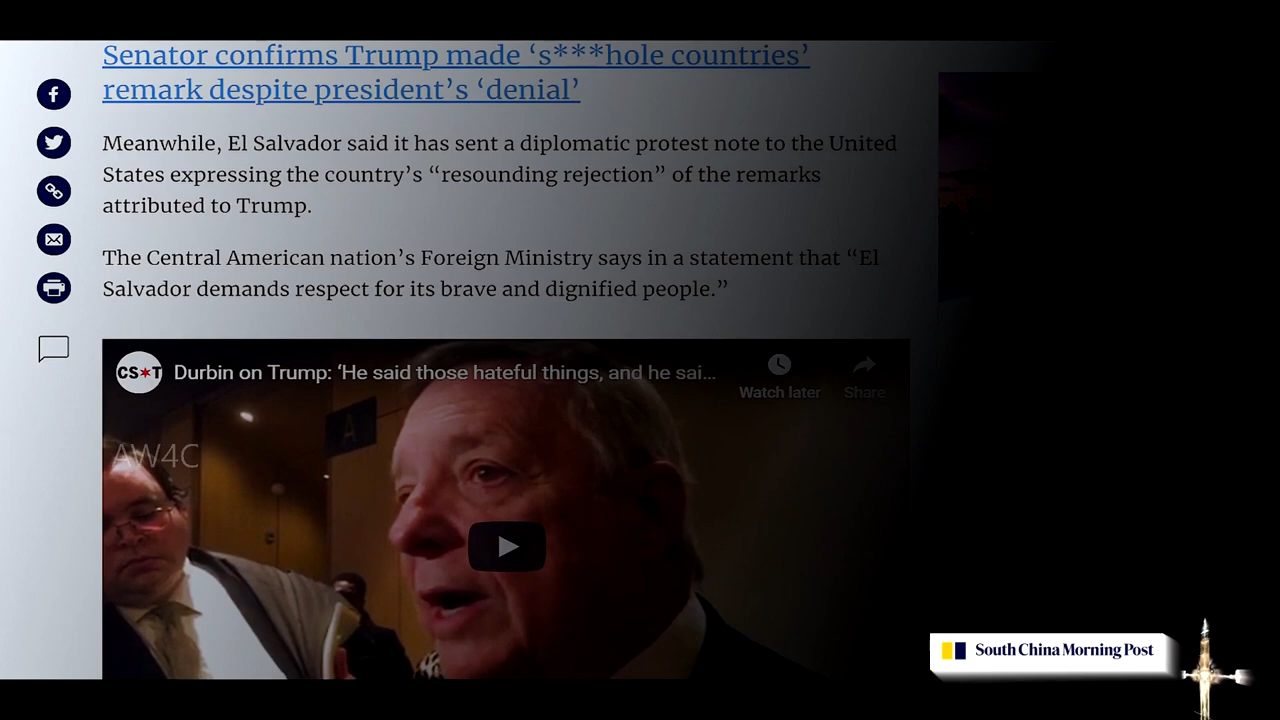 Senator confirms Trump made ‘s***hole countries’
remark despite president’s ‘denial’
Meanwhile, El Salvador said it has sent a diplomatic protest note to the United
States expressing the country’s “resounding rejection” of the remarks
attributed to Trump.
The Central American nation’s Foreign Ministry says in a statement that “El
Salvador demands respect for its brave and dignified people.”
CS★T Durbin on Trump: ‘He said those hateful things, and he sai...
Watch later
Share
A
AW4C
South China Morning Post